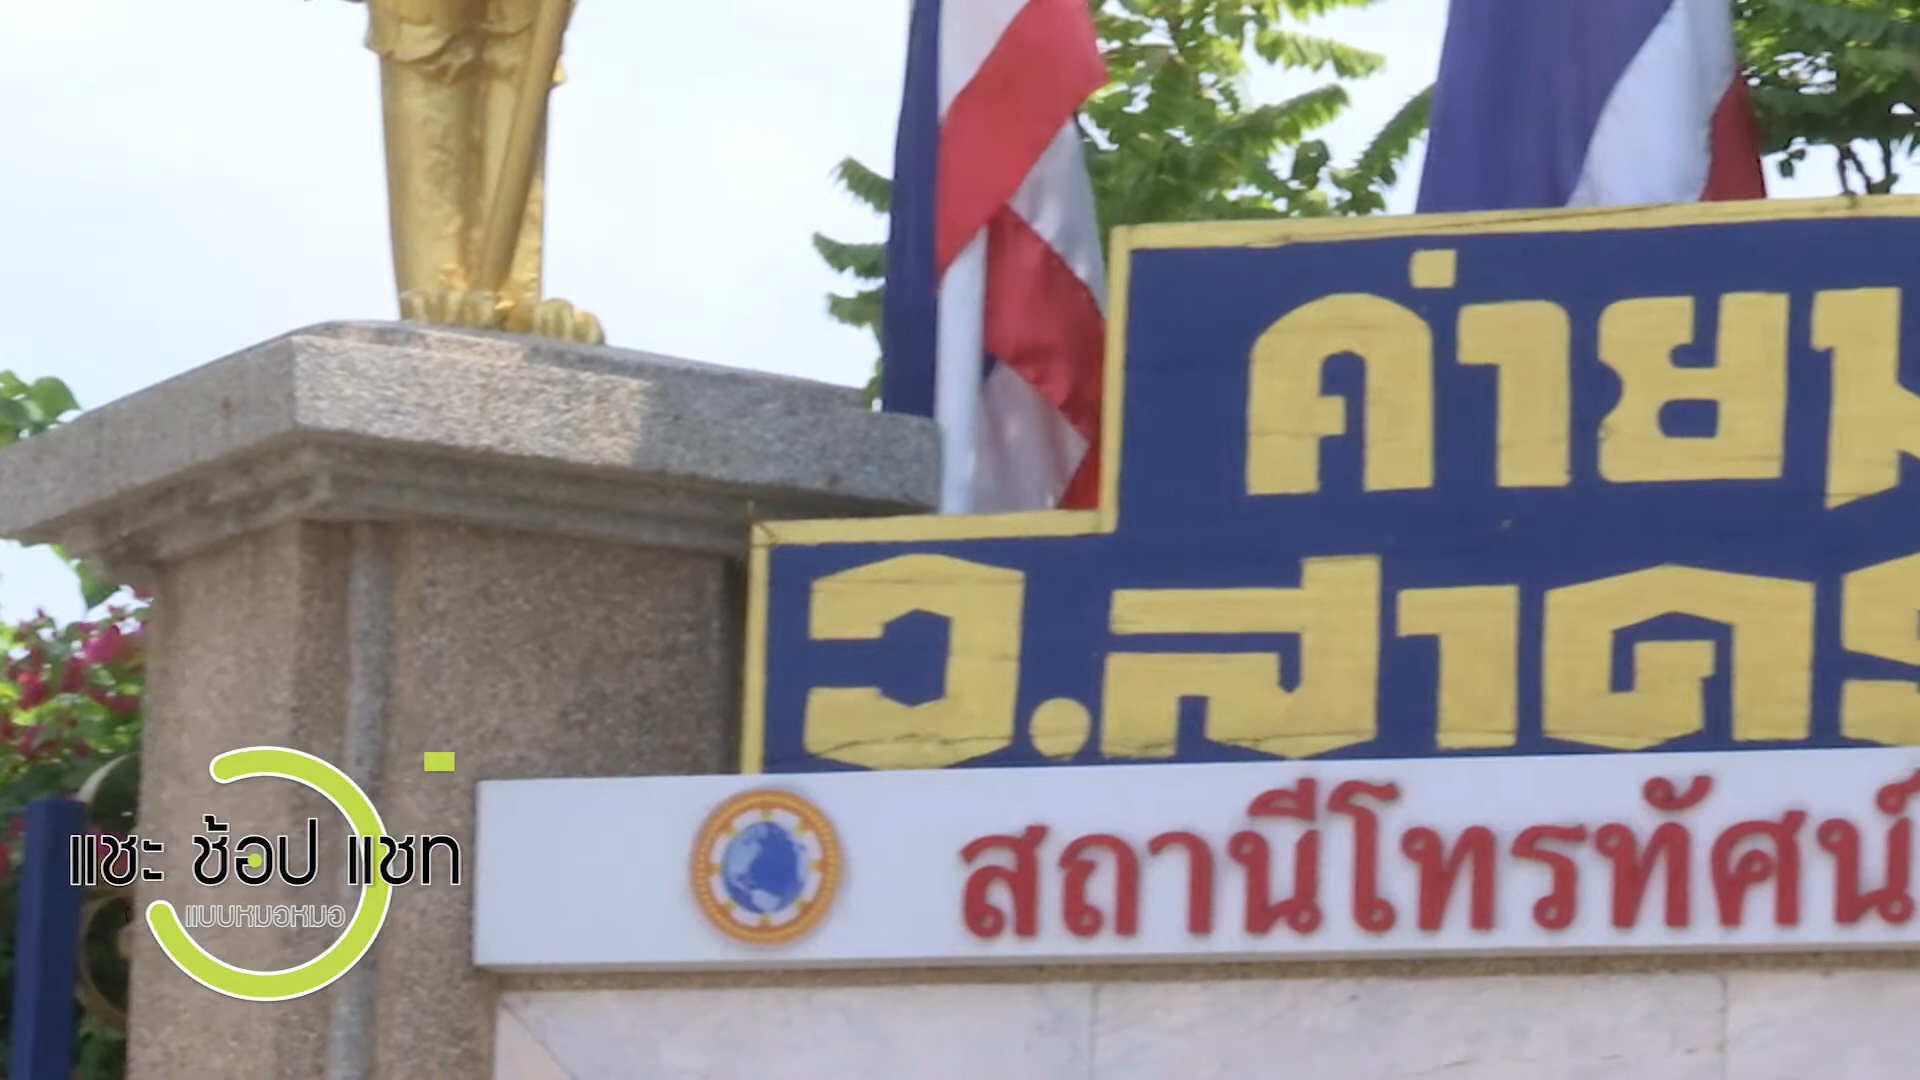 ค่ายม
ว.สาคร
สถานีโทรทัศน์
แชะ ช้อป แชท
แบบหมอหมอ